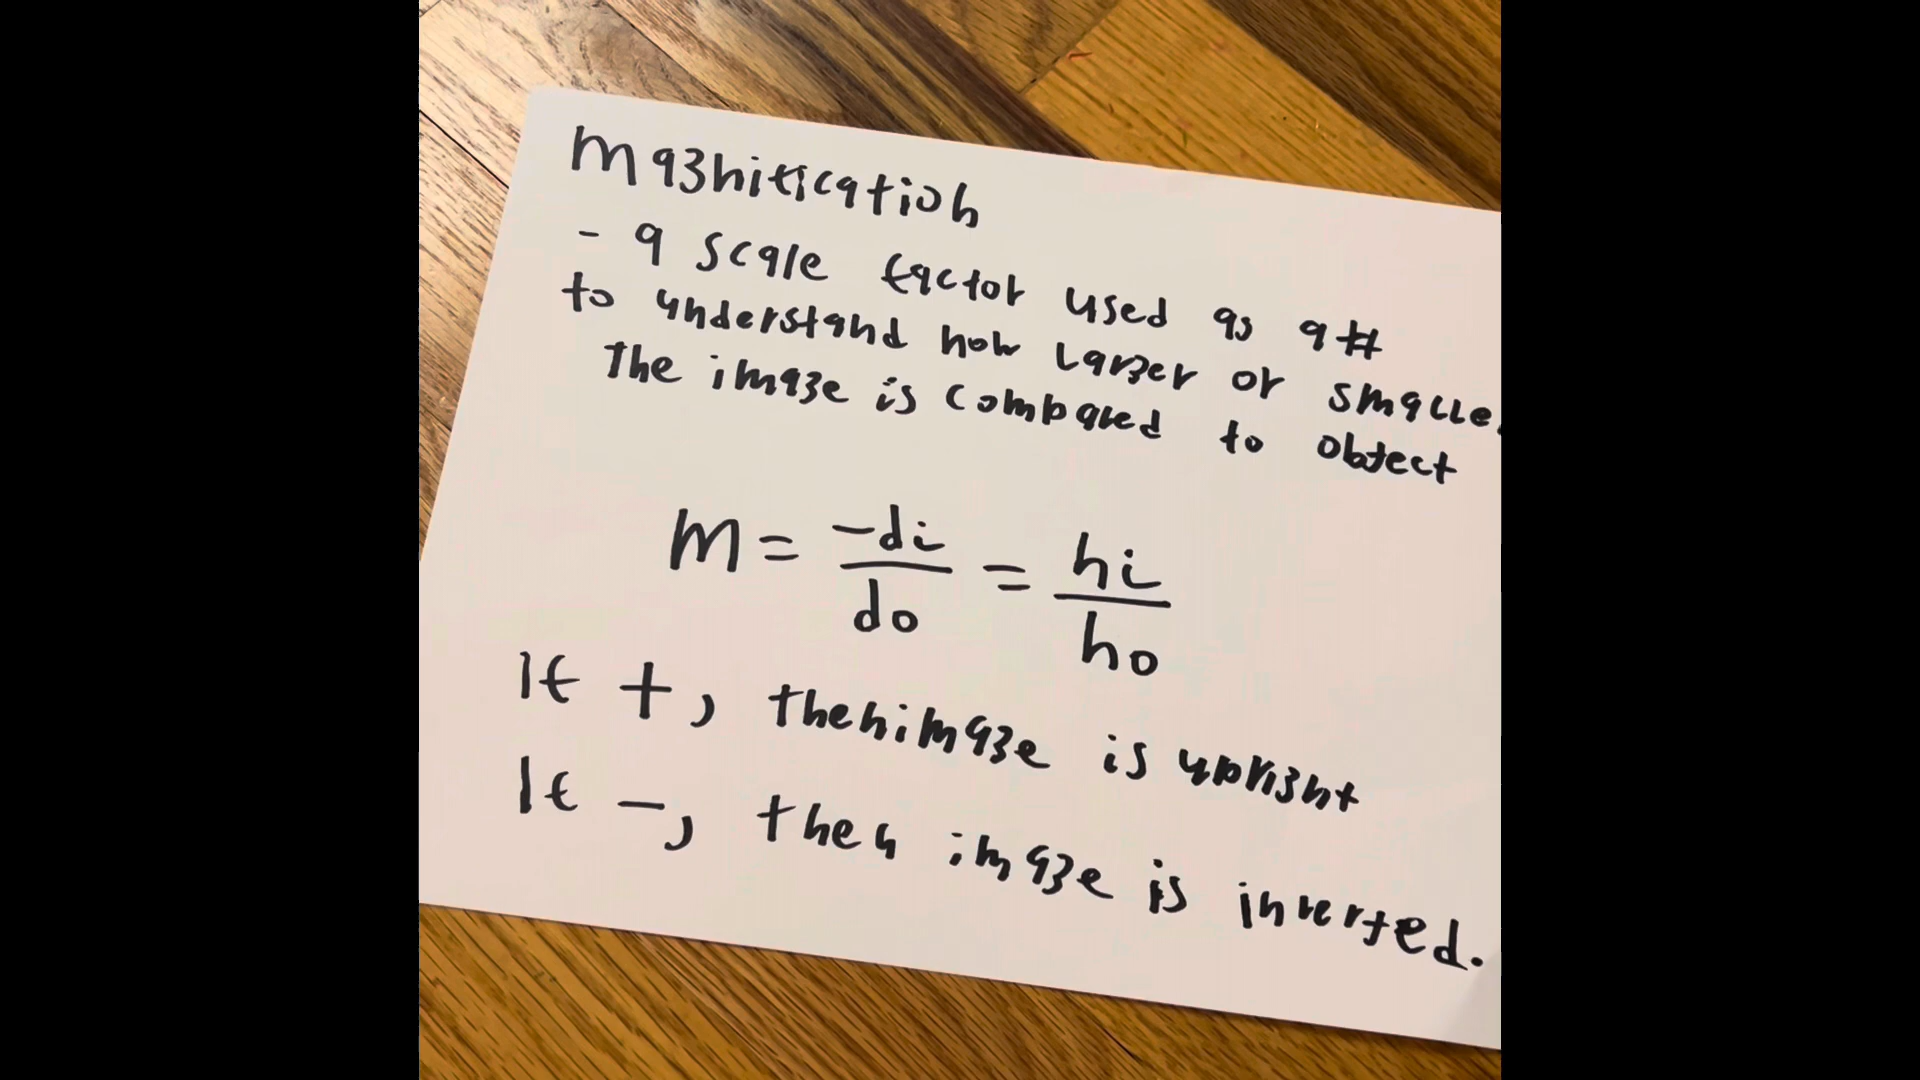 Magnification
- a scale factor used as a #
to understand how larger or smaller
The image is compared to object
M = -di/do = hi/ho
If +, then image is upright
If -, then image is inverted.